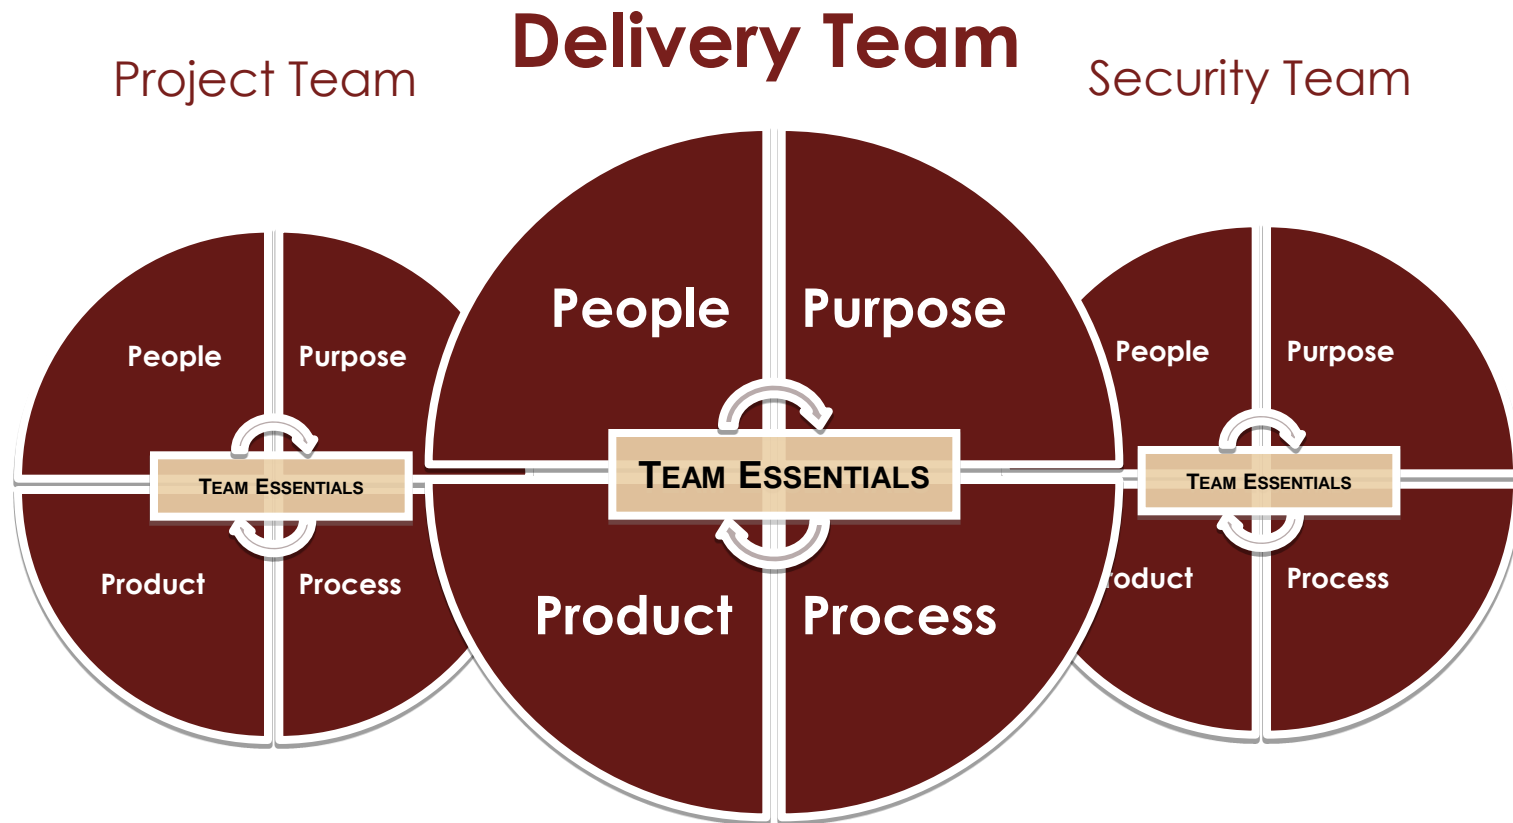 Delivery Team
Project Team
Security Team
People
Purpose
TEAM ESSENTIALS
Product
Process
People
Purpose
TEAM ESSENTIALS
Product
Process
People
Purpose
TEAM ESSENTIALS
roduct
Process